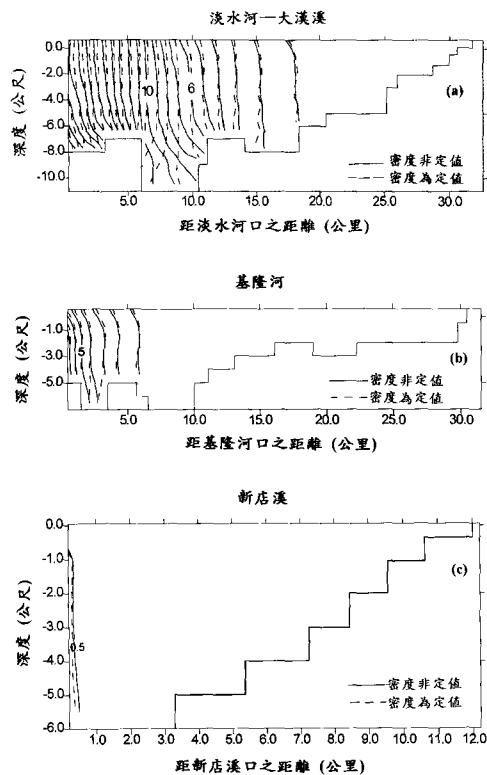 淡水河—大漢溪
深度 (公尺)
0.0
-2.0
-4.0
-6.0
-8.0
-10.0
10
6
(a)
密度非定值
密度為定值
5.0
10.0
15.0
20.0
25.0
30.0
距淡水河口之距離 (公里)
基隆河
深度 (公尺)
-1.0
-3.0
-5.0
5
(b)
密度非定值
密度為定值
5.0
10.0
15.0
20.0
25.0
30.0
距基隆河口之距離 (公里)
新店溪
深度 (公尺)
0.0
-1.0
-2.0
-3.0
-4.0
-5.0
-6.0
0.5
(c)
密度非定值
密度為定值
1.0
2.0
3.0
4.0
5.0
6.0
7.0
8.0
9.0
10.0
11.0
12.0
距新店溪口之距離 (公里)